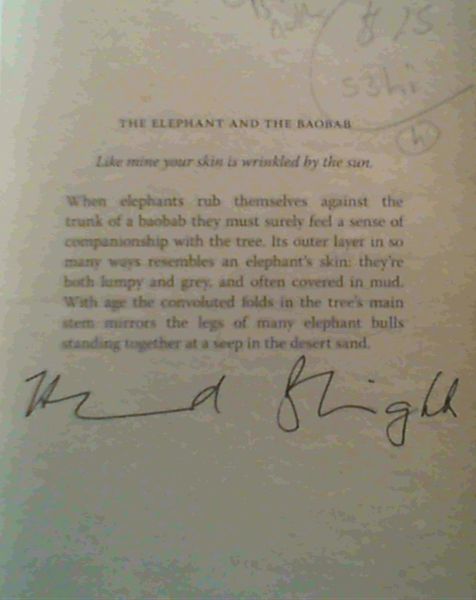 $ 25
53hi
THE ELEPHANT AND THE BAOBAB
Like mine your skin is wrinkled by the sun.
When elephants rub themselves against the
trunk of a baobab they must surely feel a sense of
companionship with the tree. Its outer layer in so
many ways resembles an elephant's skin: they're
both lumpy and grey, and often covered in mud.
With age the convoluted folds in the tree's main
stem mirrors the legs of many elephant bulls
standing together at a seep in the desert sand.